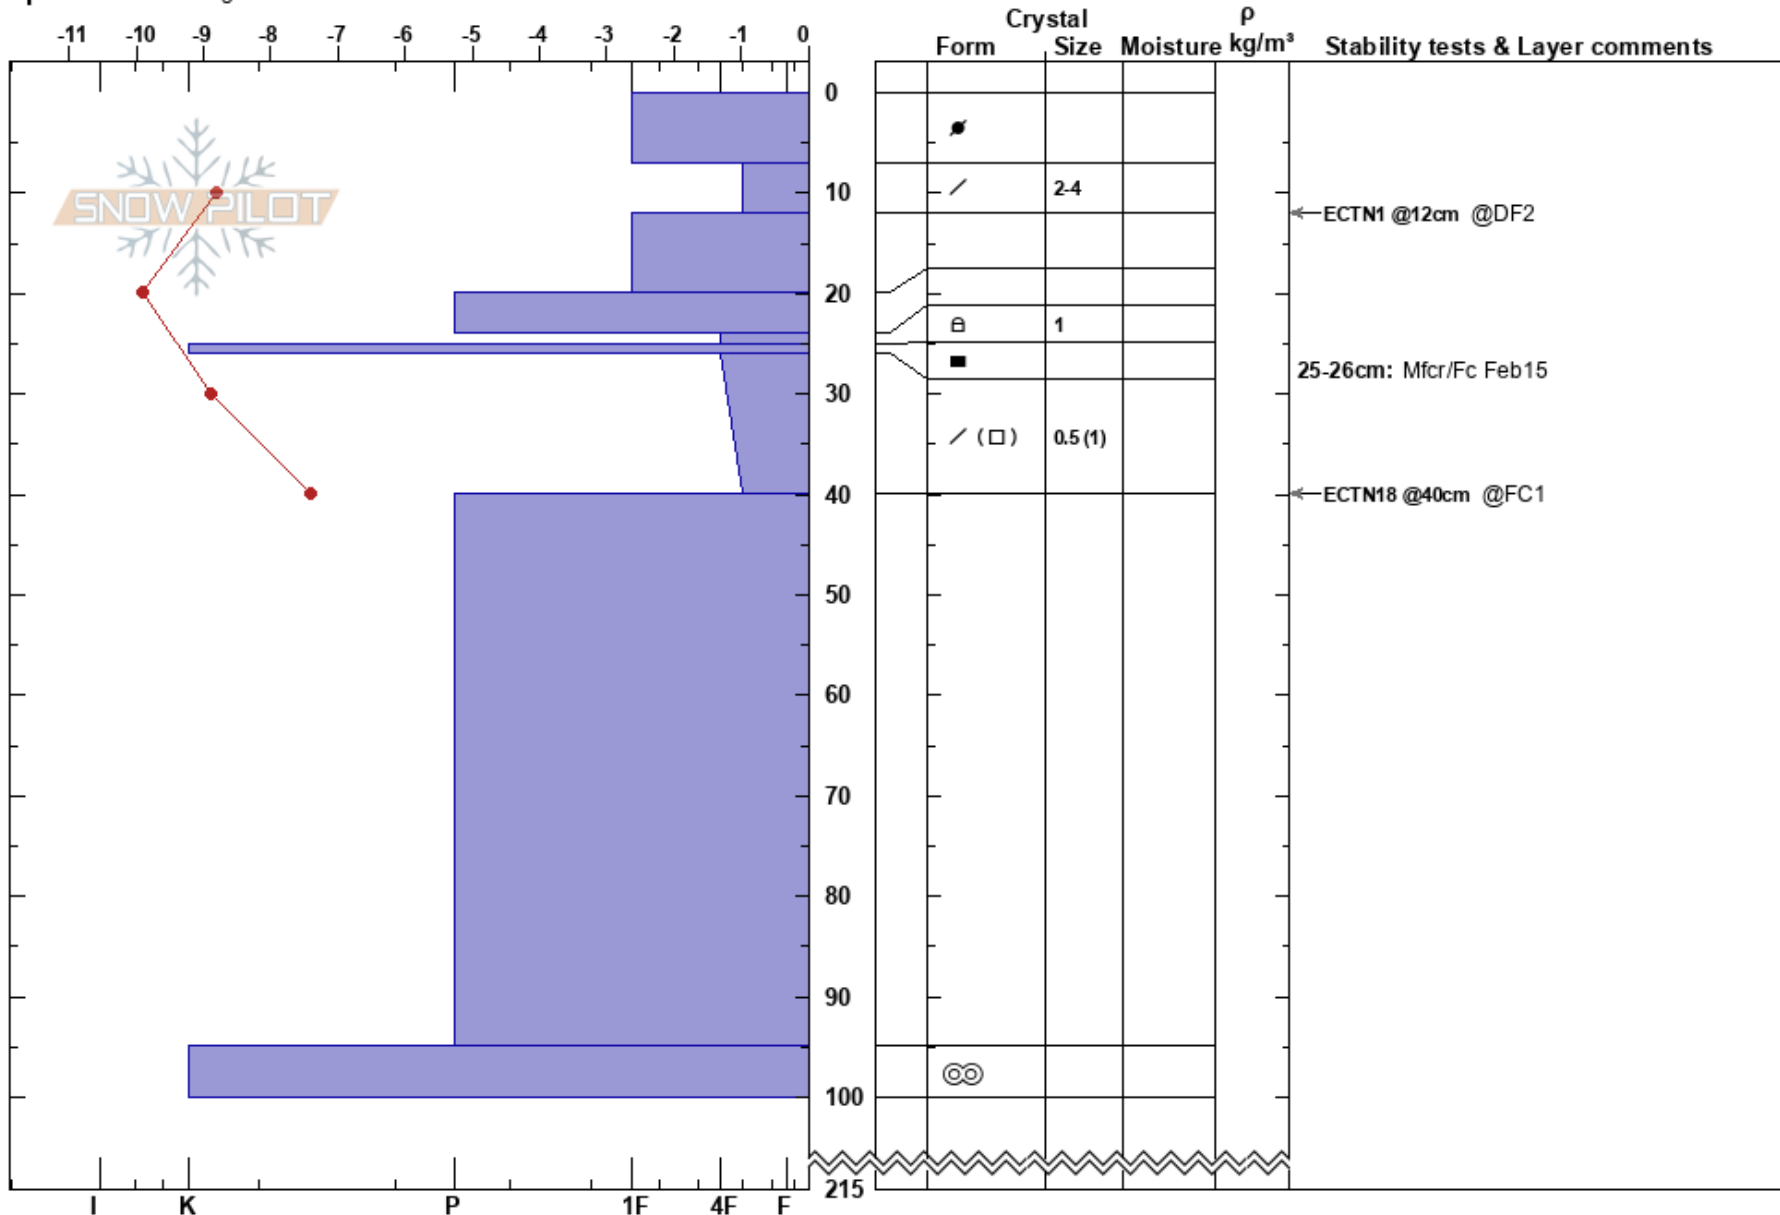 Crystal ρ
-11 -10 -9 -8 -7 -6 -5 -4 -3 -2 -1 0
Form Size Moisture kg/m³ Stability tests & Layer comments
0
SNOW PILOT
10
2-4
ECTN1 @12cm @DF2
20
1
25-26cm: Mfcr/Fc Feb15
30
0.5 (1)
40
ECTN18 @40cm @FC1
50
60
70
80
90
100
215
I K P 1F 4F F